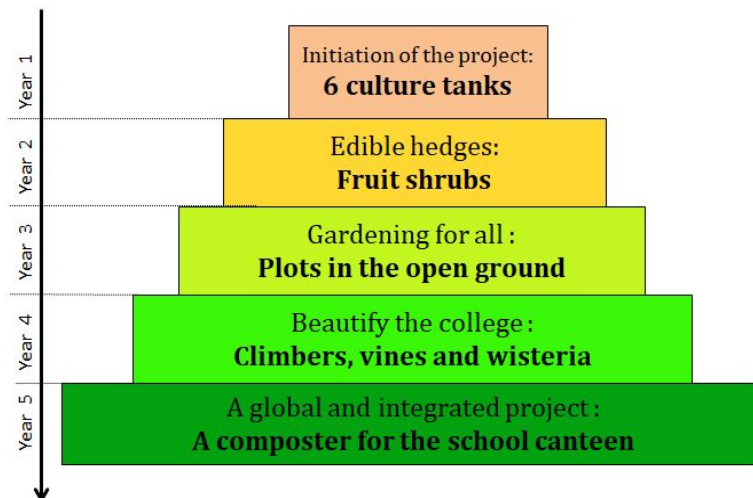 Year 1
Initiation of the project:
6 culture tanks
Year 2
Edible hedges:
Fruit shrubs
Year 3
Gardening for all :
Plots in the open ground
Year 4
Beautify the college :
Climbers, vines and wisteria
Year 5
A global and integrated project :
A composter for the school canteen